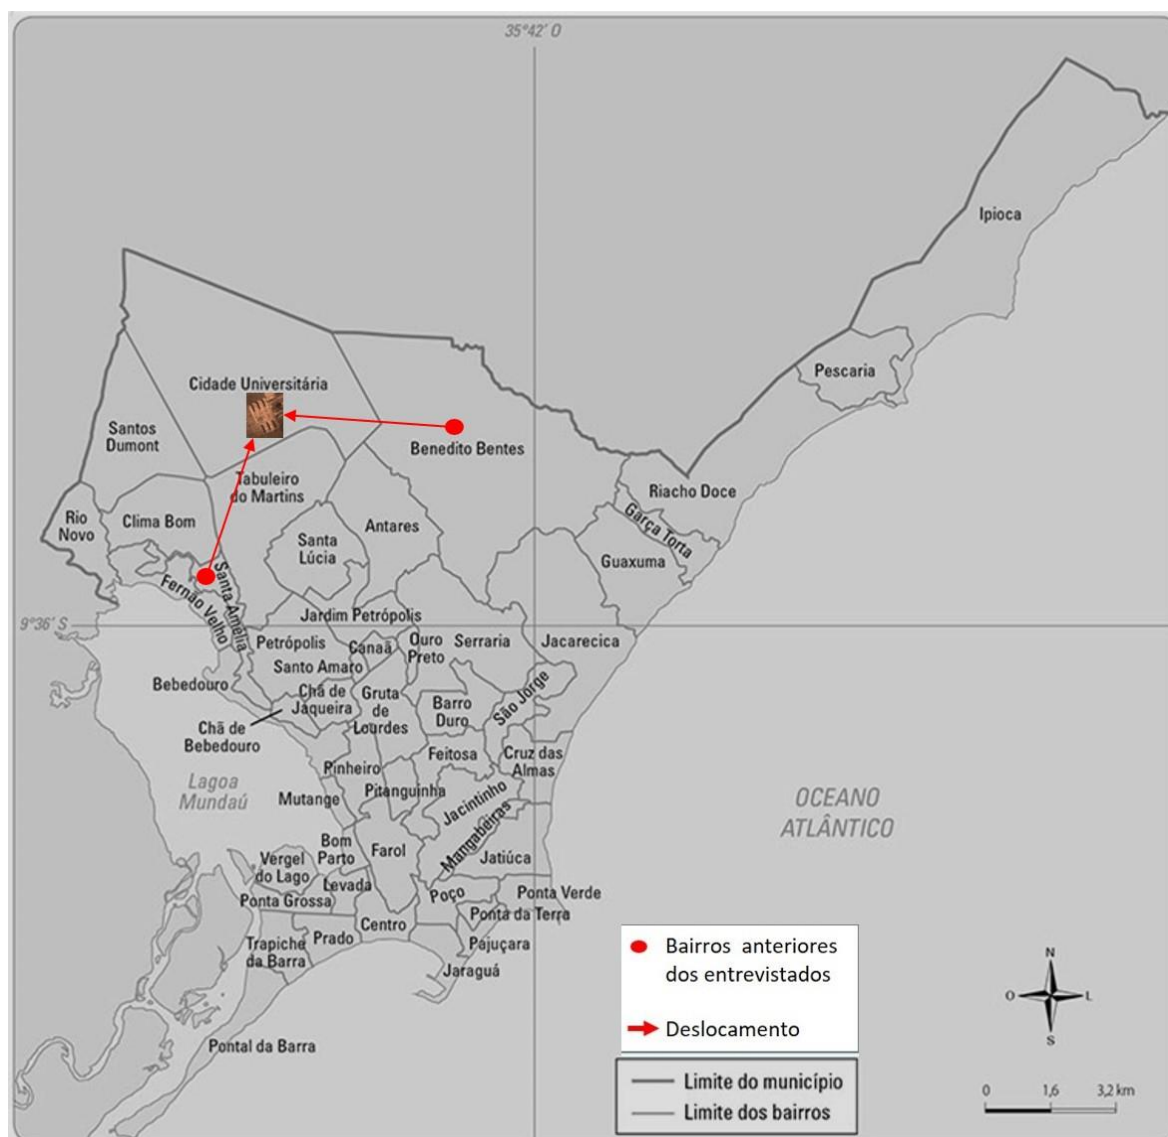 35°42' O
Ipioca
Pescaria
Cidade Universitária
Santos
Dumont
Benedito Bentes
Tabuleiro
do Martins
Riacho Doce
Rio
Novo
Clima Bom
Santa
Lúcia
Antares
Garça Torta
Guaxuma
Fernão Velho
Santa Amélia
9°36' S
Jardim Petrópolis
Petrópolis
Canaã
Ouro
Preto
Serraria
Jacarecica
Santo Amaro
Bebedouro
Chã de
Jaqueira
Gruta
de
Lourdes
Barro
Duro
São Jorge
Chã de
Bebedouro
Feitosa
Cruz das
Almas
Pinheiro
Pitanguinha
Lagoa
Mundaú
Mutange
Jacintinho
Mangabeiras
OCEANO
ATLÂNTICO
Bom
Parto
Farol
Jatiúca
Vergel
do Lago
Levada
Ponta Grossa
Poço
Ponta Verde
Ponta da Terra
Centro
Prado
Trapiche
da Barra
Pajuçara
Jaraguá
Pontal da Barra
Bairros anteriores
dos entrevistados
Deslocamento
Limite do município
Limite dos bairros
N
O L
S
0 1,6 3,2 km